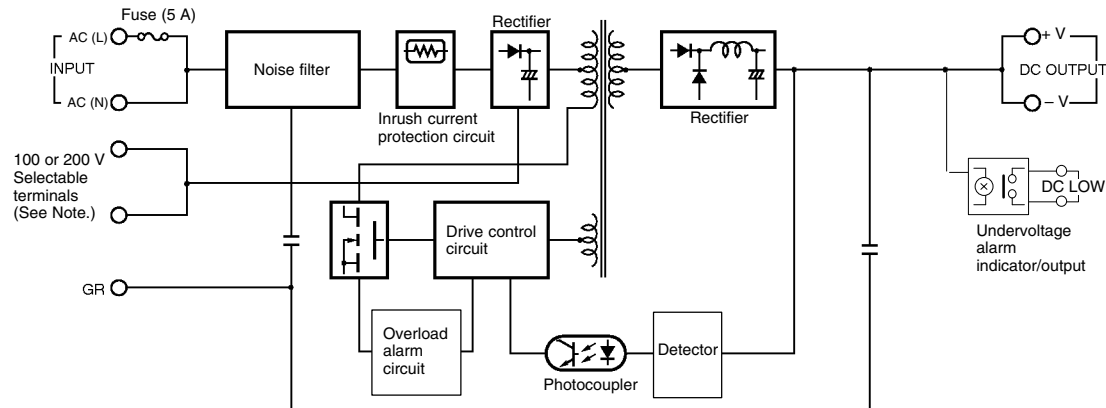 Fuse (5 A)
AC (L)
INPUT
AC (N)
Noise filter
Inrush current
protection circuit
Rectifier
Rectifier
+ V
DC OUTPUT
− V
100 or 200 V
Selectable
terminals
(See Note.)
Drive control
circuit
DC LOW
Undervoltage
alarm
indicator/output
GR
Overload
alarm
circuit
Photocoupler
Detector